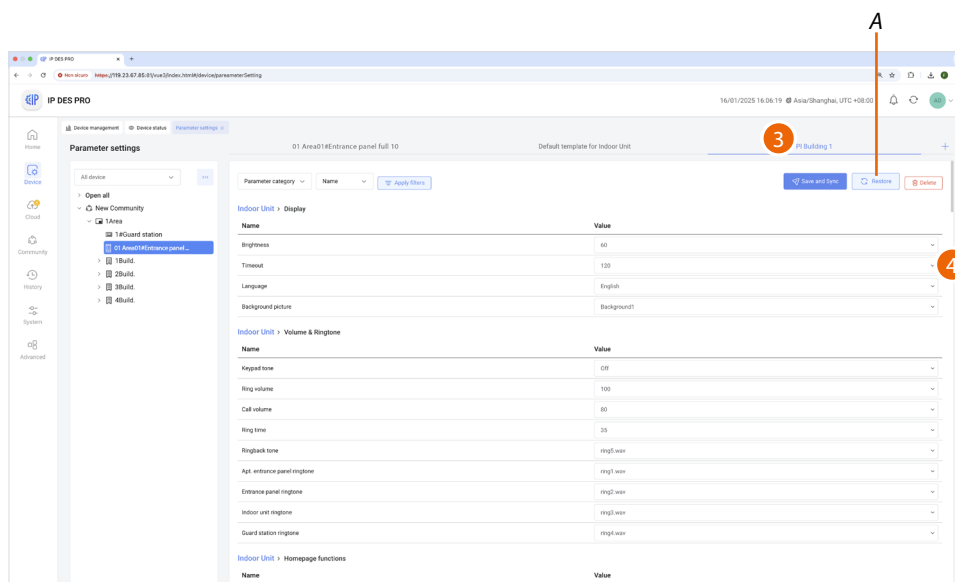 A
IP DES PRO
Non sicuro https://119.23.67.85:81/vue3/index.html#/device/parameterSetting
IP DES PRO
16/01/2025 16:06:19 Asia/Shanghai, UTC +08:00
AD
Device management Device status Parameter settings
Home
Device
Cloud
Community
History
System
Advanced
Parameter settings
01 Area01#Entrance panel full 10 Default template for Indoor Unit 3 PI Building 1
All device
Open all
New Community
1Area
1#Guard station
01 Area01#Entrance panel...
1Build.
2Build.
3Build.
4Build.
Parameter category Name Apply filters Save and Sync Restore Delete
Indoor Unit > Display
Name Value
Brightness 60
Timeout 120
4
Language English
Background picture Background1
Indoor Unit > Volume & Ringtone
Name Value
Keypad tone Off
Ring volume 100
Call volume 80
Ring time 35
Ringback tone ring5.wav
Apt. entrance panel ringtone ring1.wav
Entrance panel ringtone ring2.wav
Indoor unit ringtone ring3.wav
Guard station ringtone ring4.wav
Indoor Unit > Homepage functions
Name Value